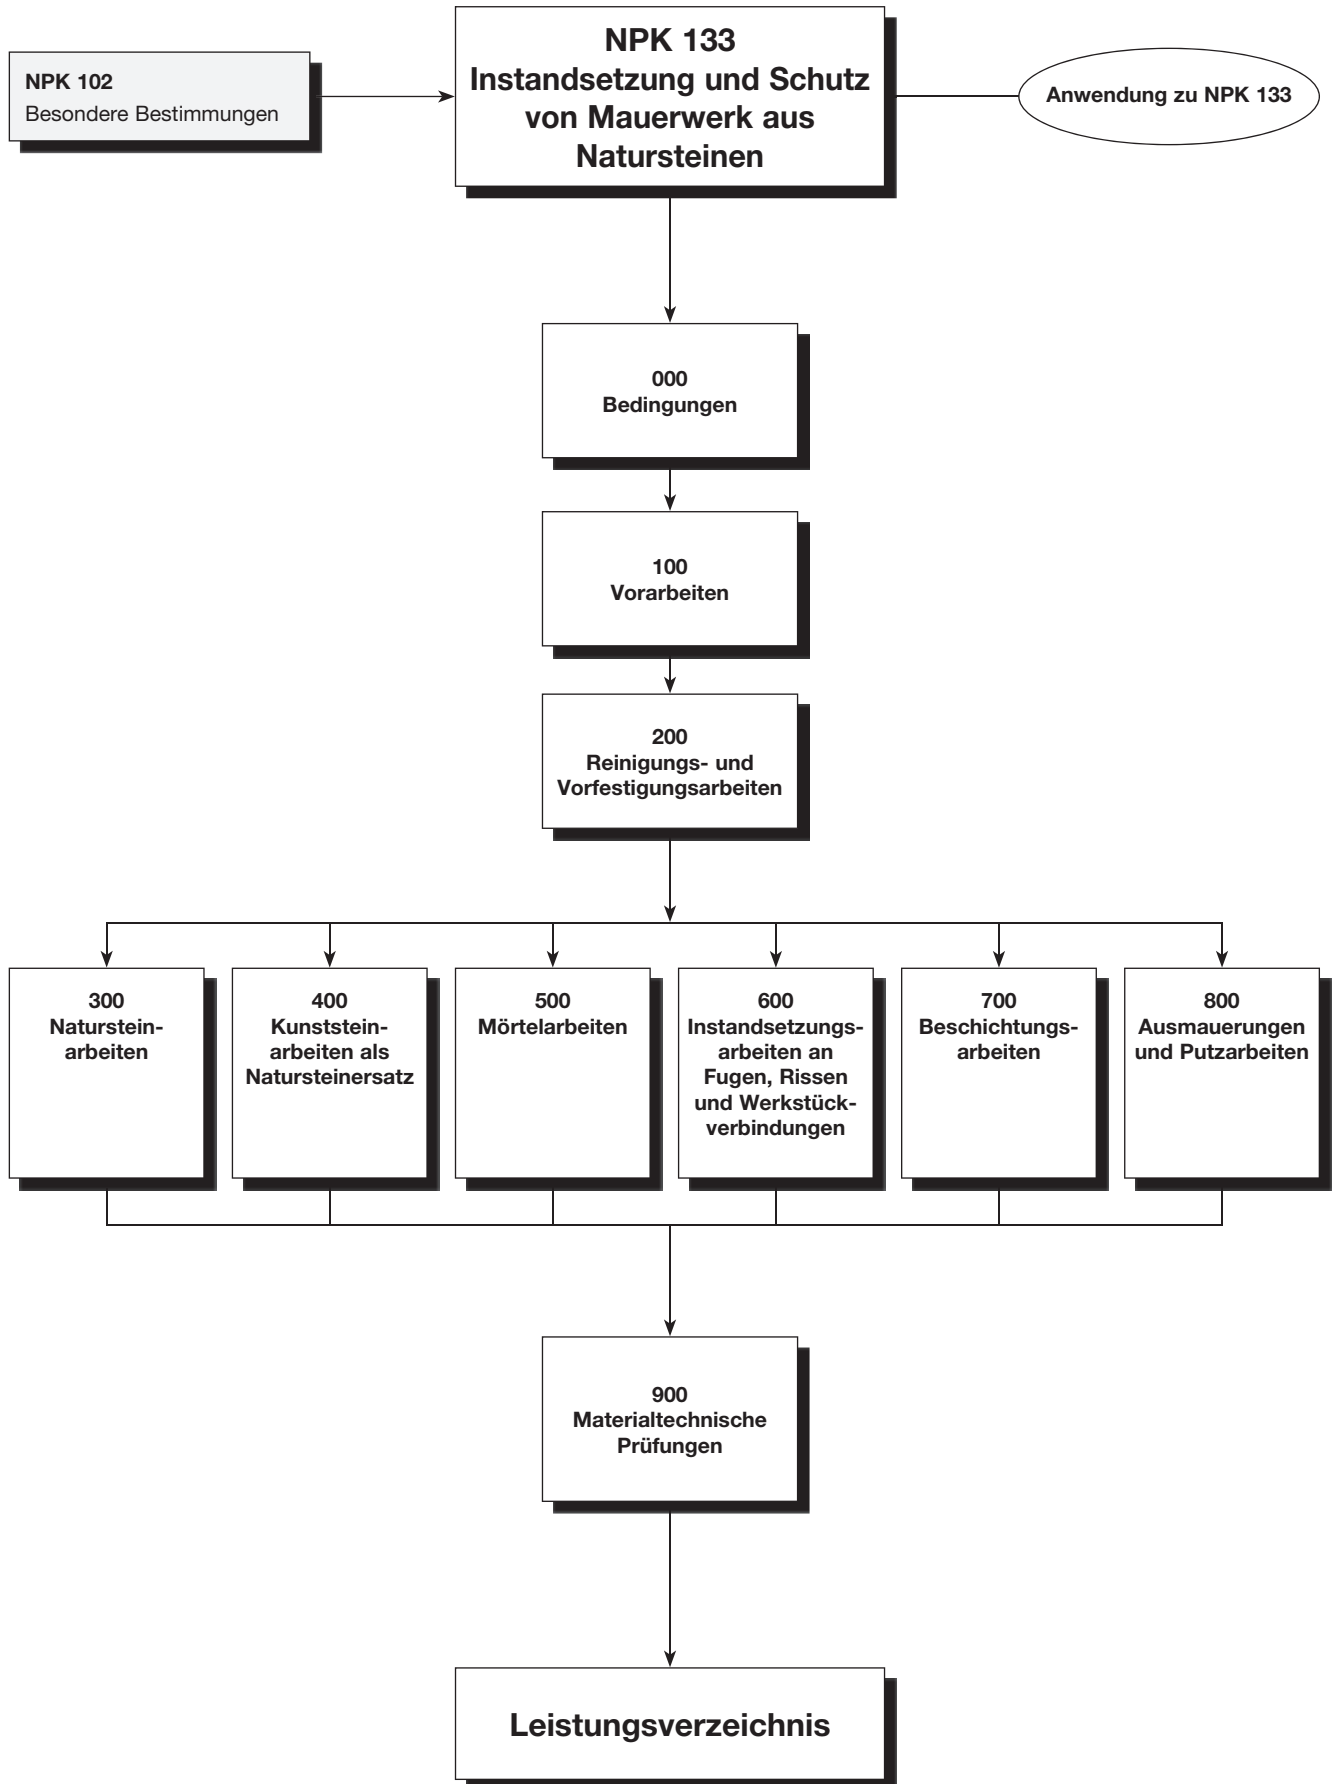 NPK 102
Besondere Bestimmungen
NPK 133
Instandsetzung und Schutz
von Mauerwerk aus
Natursteinen
Anwendung zu NPK 133
000
Bedingungen
100
Vorarbeiten
200
Reinigungs- und
Vorfestigungsarbeiten
300
Naturstein-
arbeiten
400
Kunststein-
arbeiten als
Natursteinersatz
500
Mörtelarbeiten
600
Instandsetzungs-
arbeiten an
Fugen, Rissen
und Werkstück-
verbindungen
700
Beschichtungs-
arbeiten
800
Ausmauerungen
und Putzarbeiten
900
Materialtechnische
Prüfungen
Leistungsverzeichnis